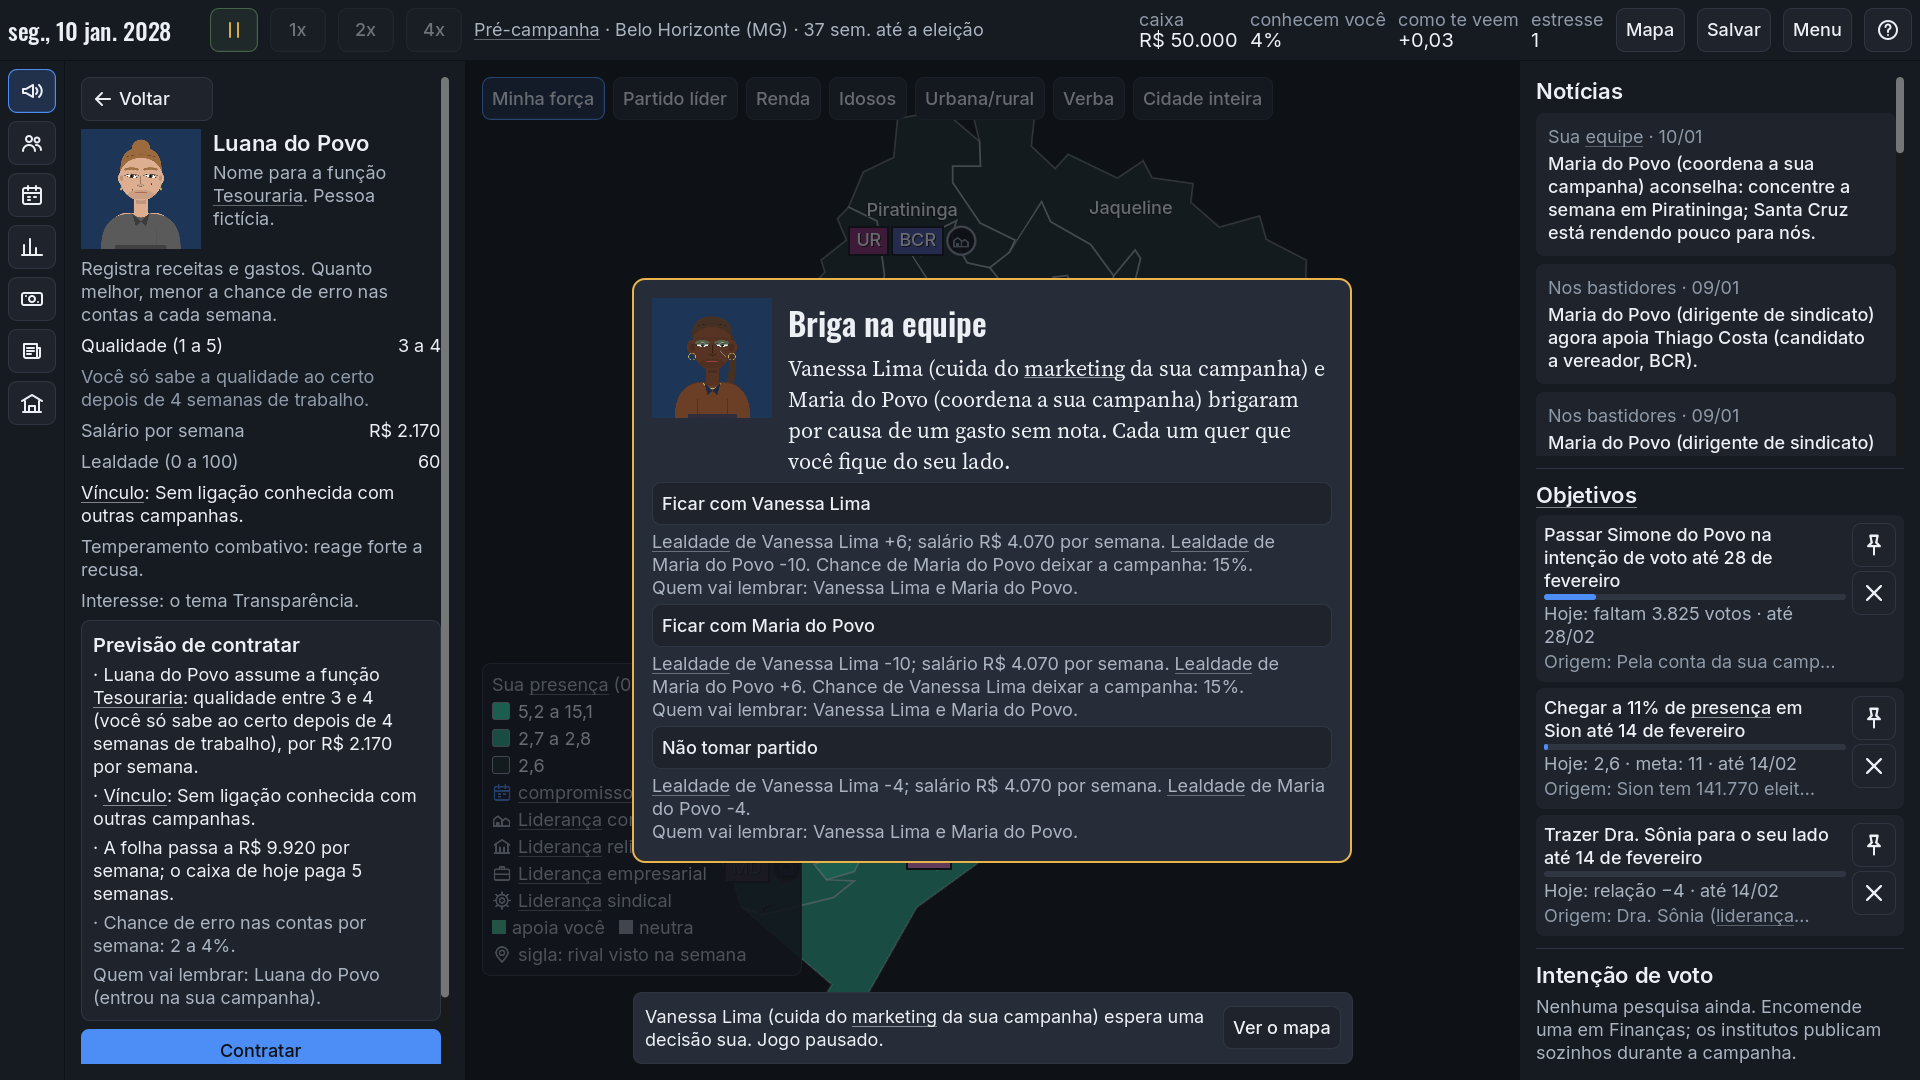 seg., 10 jan. 2028
1x
2x
4x
Pré-campanha · Belo Horizonte (MG) · 37 sem. até a eleição
caixa
R$ 50.000
conhecem você
4%
como te veem
+0,03
estresse
1
Mapa
Salvar
Menu
Voltar
Luana do Povo
Nome para a função
Tesouraria. Pessoa
fictícia.
Registra receitas e gastos. Quanto
melhor, menor a chance de erro nas
contas a cada semana.
Qualidade (1 a 5) 3 a 4
Você só sabe a qualidade ao certo
depois de 4 semanas de trabalho.
Salário por semana R$ 2.170
Lealdade (0 a 100) 60
Vínculo: Sem ligação conhecida com
outras campanhas.
Temperamento combativo: reage forte a
recusa.
Interesse: o tema Transparência.
Previsão de contratar
· Luana do Povo assume a função
Tesouraria: qualidade entre 3 e 4
(você só sabe ao certo depois de 4
semanas de trabalho), por R$ 2.170
por semana.
· Vínculo: Sem ligação conhecida com
outras campanhas.
· A folha passa a R$ 9.920 por
semana; o caixa de hoje paga 5
semanas.
· Chance de erro nas contas por
semana: 2 a 4%.
Quem vai lembrar: Luana do Povo
(entrou na sua campanha).
Contratar
Minha força
Partido líder
Renda
Idosos
Urbana/rural
Verba
Cidade inteira
Piratininga
UR
BCR
Jaqueline
Briga na equipe
Vanessa Lima (cuida do marketing da sua campanha) e
Maria do Povo (coordena a sua campanha) brigaram
por causa de um gasto sem nota. Cada um quer que
você fique do seu lado.
Ficar com Vanessa Lima
Lealdade de Vanessa Lima +6; salário R$ 4.070 por semana. Lealdade de
Maria do Povo -10. Chance de Maria do Povo deixar a campanha: 15%.
Quem vai lembrar: Vanessa Lima e Maria do Povo.
Ficar com Maria do Povo
Lealdade de Vanessa Lima -10; salário R$ 4.070 por semana. Lealdade de
Maria do Povo +6. Chance de Vanessa Lima deixar a campanha: 15%.
Quem vai lembrar: Vanessa Lima e Maria do Povo.
Não tomar partido
Lealdade de Vanessa Lima -4; salário R$ 4.070 por semana. Lealdade de Maria
do Povo -4.
Quem vai lembrar: Vanessa Lima e Maria do Povo.
Sua presença (0
5,2 a 15,1
2,7 a 2,8
2,6
compromisso
Liderança
Liderança
Liderança empresarial
Liderança sindical
apoia você
neutra
sigla: rival visto na semana
Vanessa Lima (cuida do marketing da sua campanha) espera uma
decisão sua. Jogo pausado.
Ver o mapa
Notícias
Sua equipe · 10/01
Maria do Povo (coordena a sua
campanha) aconselha: concentre a
semana em Piratininga; Santa Cruz
está rendendo pouco para nós.
Nos bastidores · 09/01
Maria do Povo (dirigente de sindicato)
agora apoia Thiago Costa (candidato
a vereador, BCR).
Nos bastidores · 09/01
Maria do Povo (dirigente de sindicato)
Objetivos
Passar Simone do Povo na
intenção de voto até 28 de
fevereiro
Hoje: faltam 3.825 votos · até
28/02
Origem: Pela conta da sua camp...
Chegar a 11% de presença em
Sion até 14 de fevereiro
Hoje: 2,6 · meta: 11 · até 14/02
Origem: Sion tem 141.770 eleit...
Trazer Dra. Sônia para o seu lado
até 14 de fevereiro
Hoje: relação −4 · até 14/02
Origem: Dra. Sônia (liderança...
Intenção de voto
Nenhuma pesquisa ainda. Encomende
uma em Finanças; os institutos publicam
sozinhos durante a campanha.